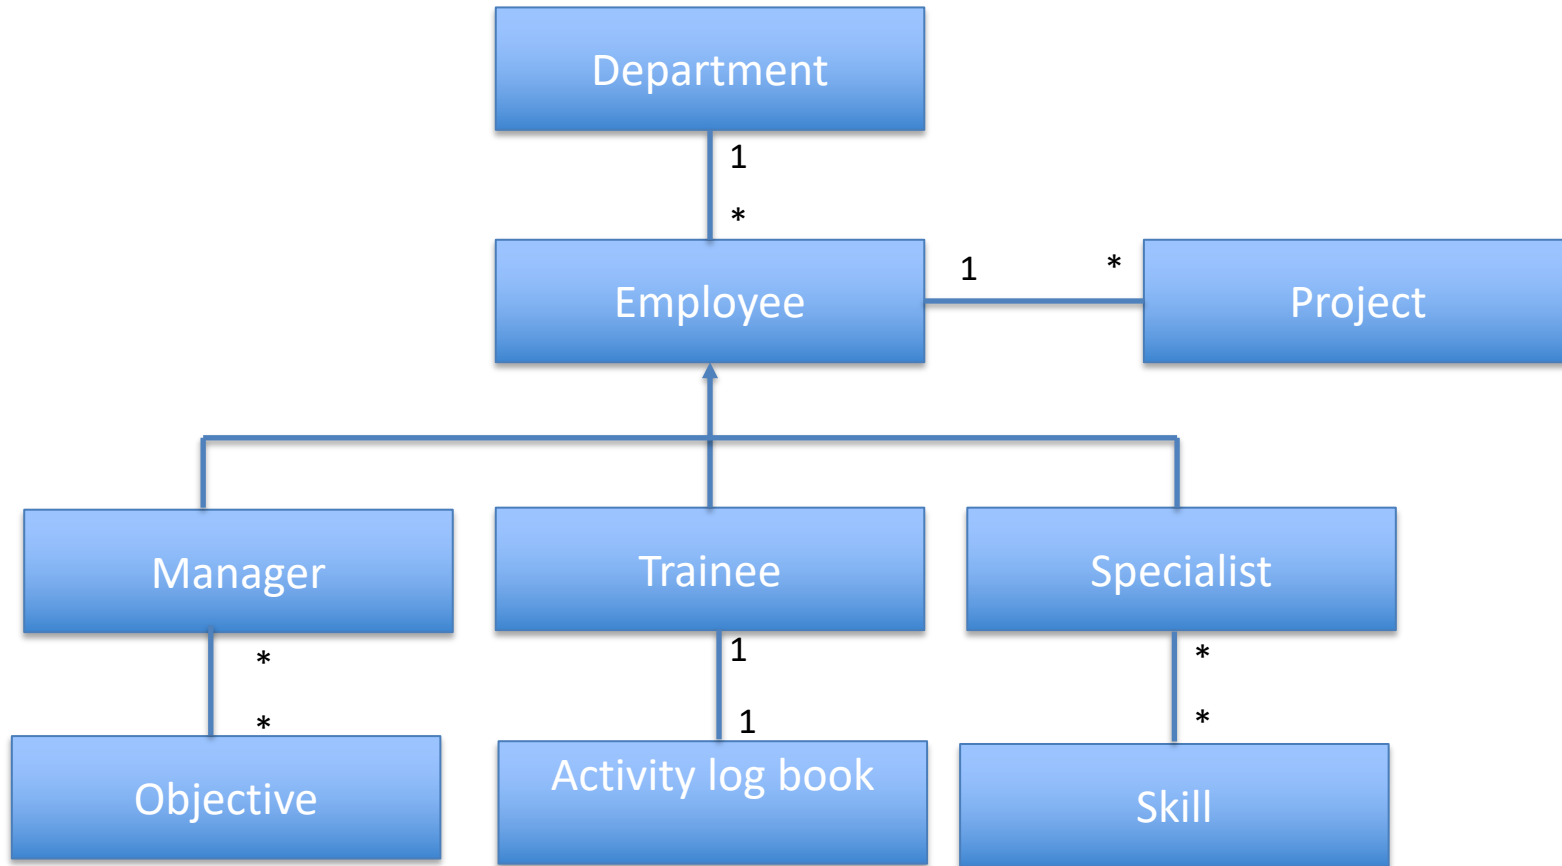 Department
1
*
Employee
1
*
Project
Manager
Trainee
Specialist
*
*
1
1
*
*
Objective
Activity log book
Skill